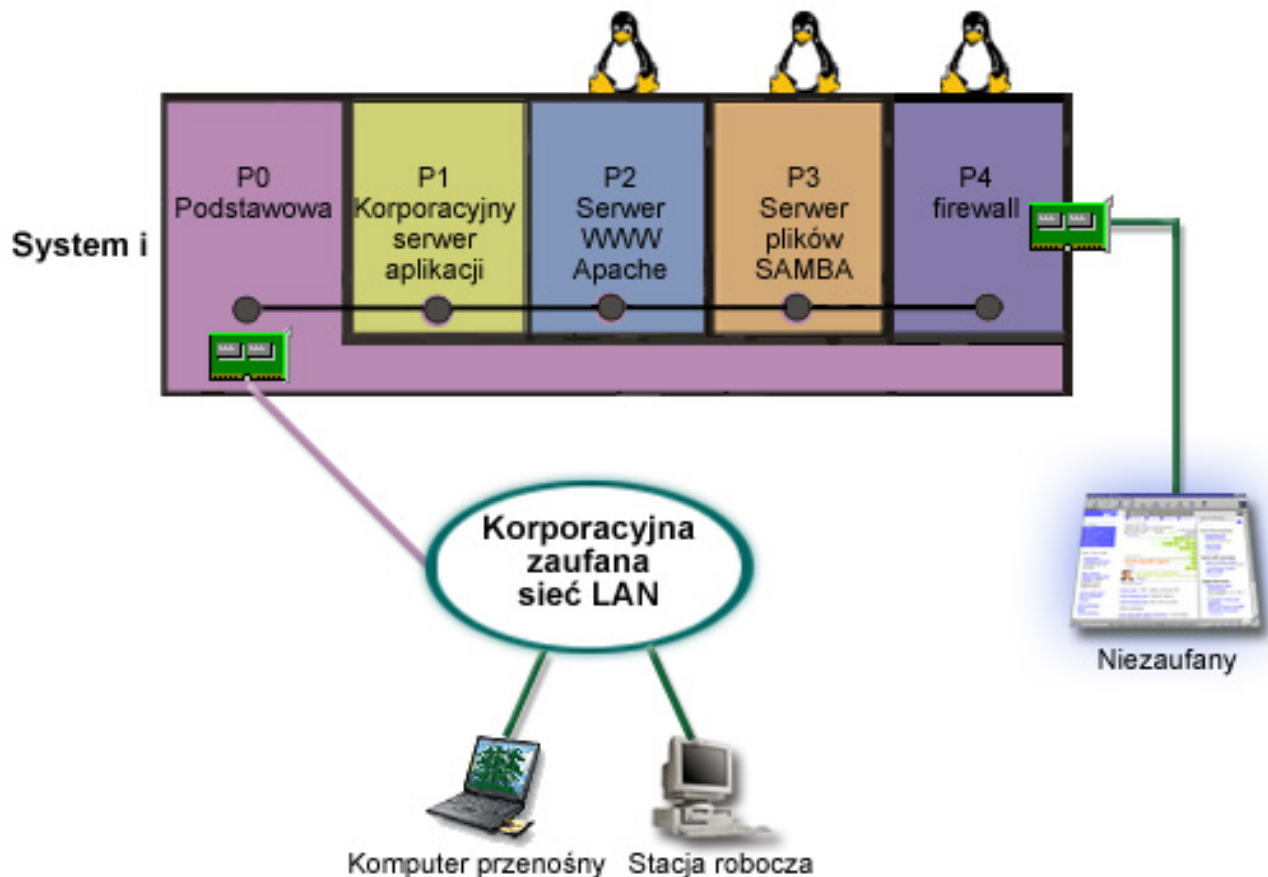 System i
P0
Podstawowa
P1
Korporacyjny
serwer
aplikacji
P2
Serwer
WWW
Apache
P3
Serwer
plików
SAMBA
P4
firewall
Korporacyjna
zaufana
sieć LAN
Niezaufany
Komputer przenośny
Stacja robocza